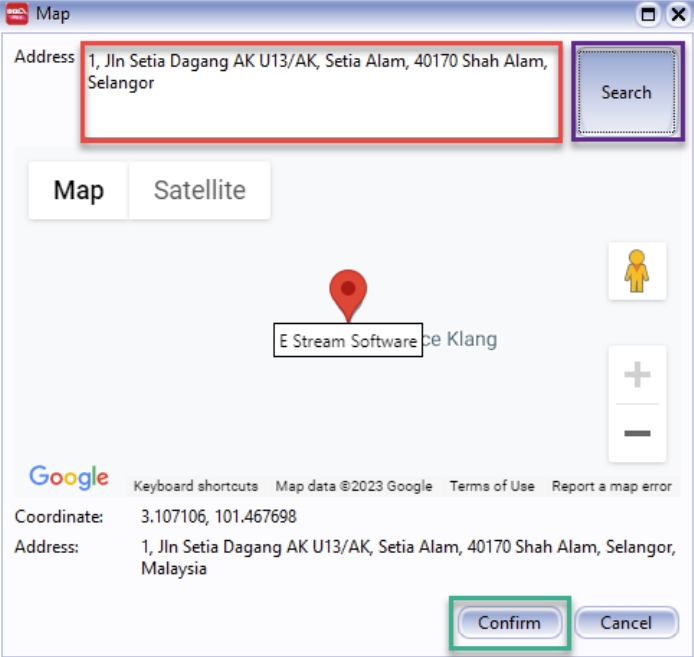 Map
Address
1, Jln Setia Dagang AK U13/AK, Setia Alam, 40170 Shah Alam,
Selangor
Search
Map Satellite
E Stream Software
ce Klang
Google
Keyboard shortcuts Map data ©2023 Google Terms of Use Report a map error
Coordinate: 3.107106, 101.467698
Address: 1, Jln Setia Dagang AK U13/AK, Setia Alam, 40170 Shah Alam, Selangor,
Malaysia
Confirm Cancel